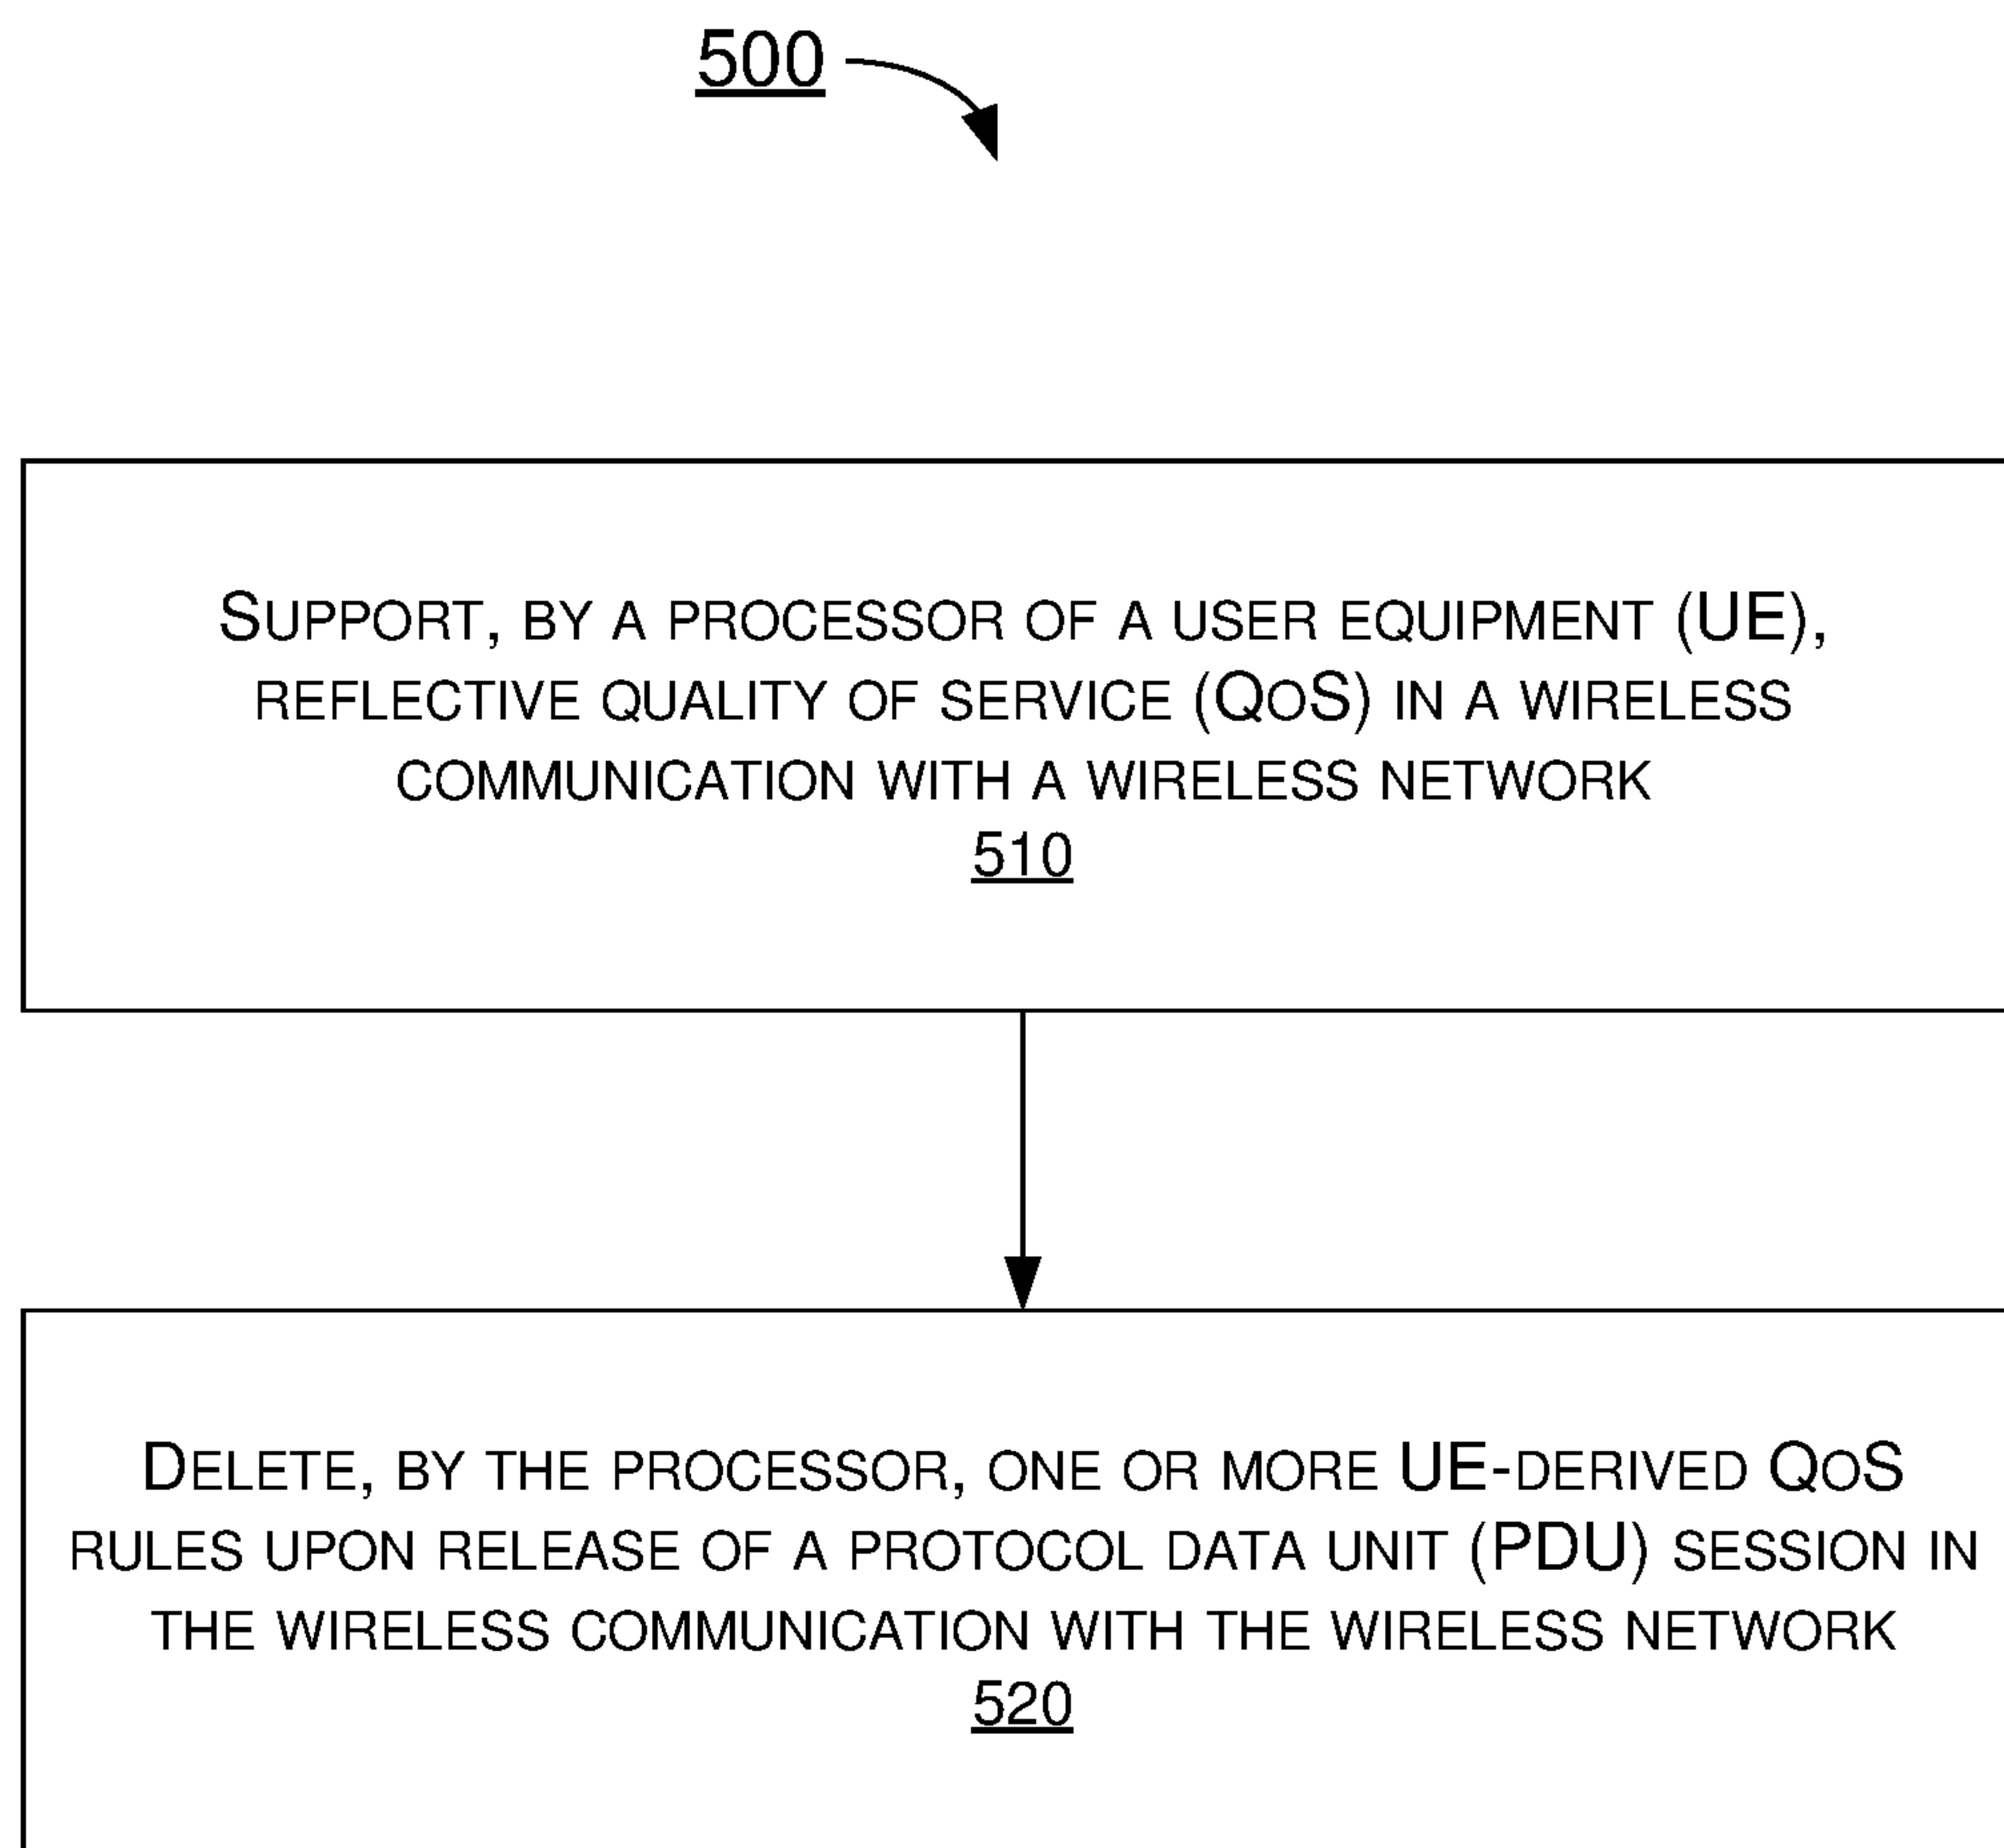 500
SUPPORT, BY A PROCESSOR OF A USER EQUIPMENT (UE),
REFLECTIVE QUALITY OF SERVICE (QOS) IN A WIRELESS
COMMUNICATION WITH A WIRELESS NETWORK
510
DELETE, BY THE PROCESSOR, ONE OR MORE UE-DERIVED QOS
RULES UPON RELEASE OF A PROTOCOL DATA UNIT (PDU) SESSION IN
THE WIRELESS COMMUNICATION WITH THE WIRELESS NETWORK
520